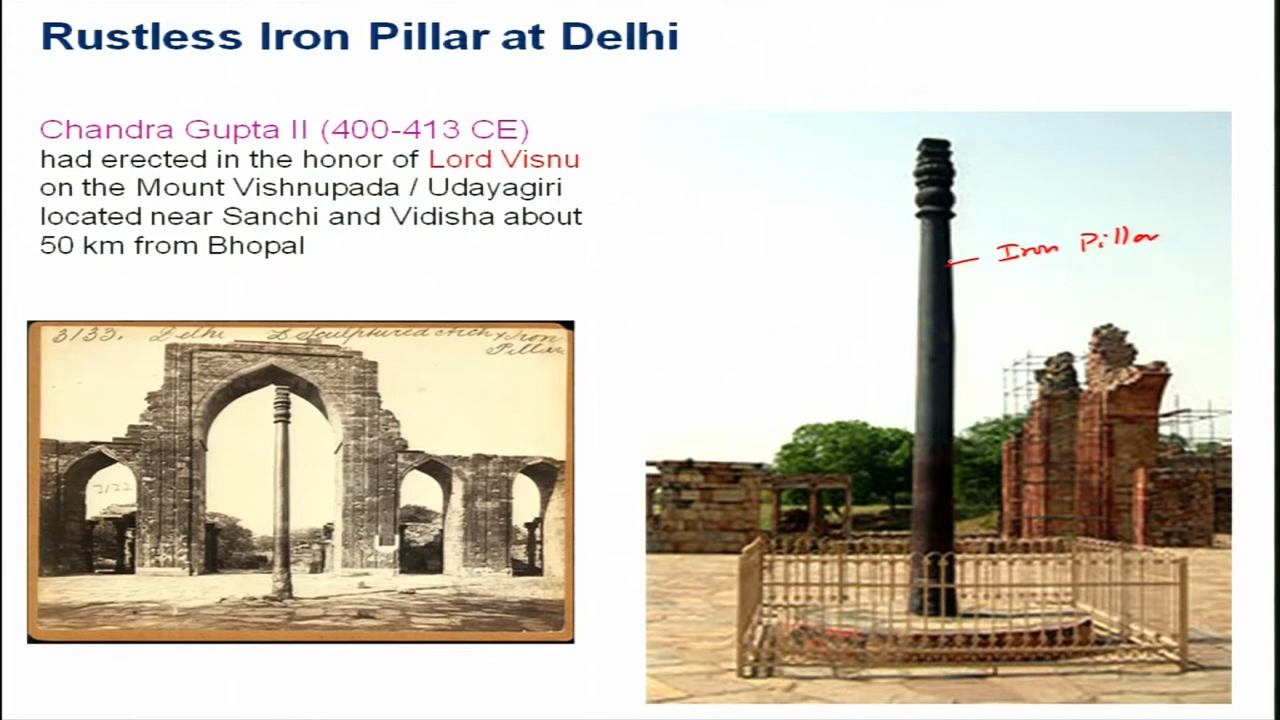 Rustless Iron Pillar at Delhi
Chandra Gupta II (400-413 CE)
had erected in the honor of Lord Visnu
on the Mount Vishnupada / Udayagiri
located near Sanchi and Vidisha about
50 km from Bhopal
Iron Pillar
3133. Delhi Sculptured Arch & Iron
Pillar